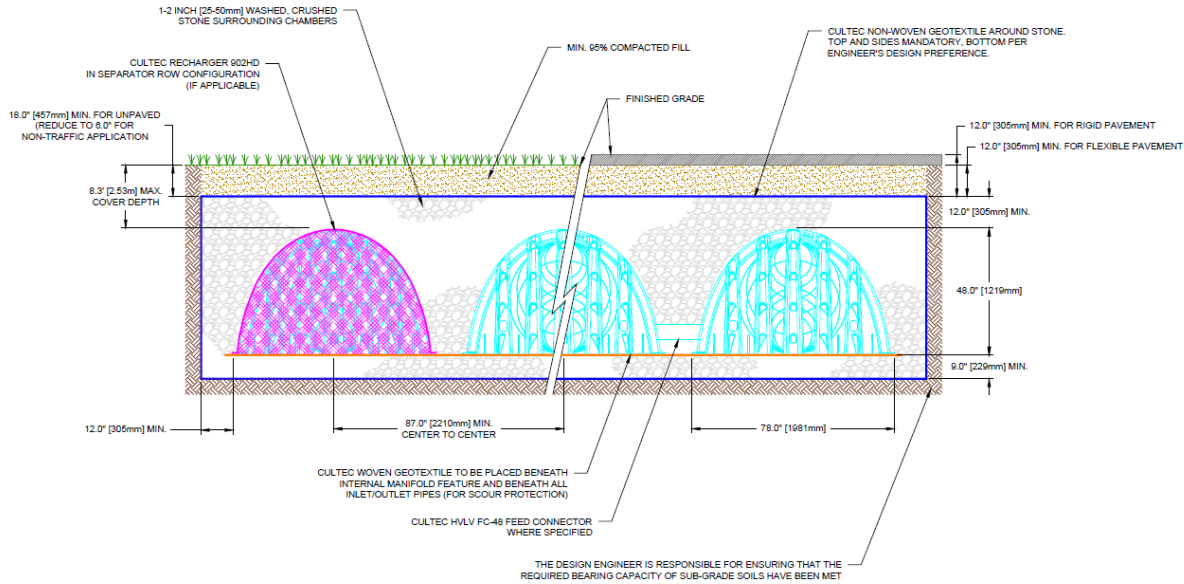 1-2 INCH [25-50mm] WASHED, CRUSHED
STONE SURROUNDING CHAMBERS
CULTEC NON-WOVEN GEOTEXTILE AROUND STONE.
TOP AND SIDES MANDATORY, BOTTOM PER
ENGINEER'S DESIGN PREFERENCE.
MIN. 95% COMPACTED FILL
CULTEC RECHARGER 902HD
IN SEPARATOR ROW CONFIGURATION
(IF APPLICABLE)
FINISHED GRADE
18.0" [457mm] MIN. FOR UNPAVED
(REDUCE TO 6.0" FOR
NON-TRAFFIC APPLICATION
12.0" [305mm] MIN. FOR RIGID PAVEMENT
12.0" [305mm] MIN. FOR FLEXIBLE PAVEMENT
8.3' [2.53m] MAX.
COVER DEPTH
12.0" [305mm] MIN.
48.0" [1219mm]
9.0" [229mm] MIN.
12.0" [305mm] MIN.
87.0" [2210mm] MIN.
CENTER TO CENTER
78.0" [1981mm]
CULTEC WOVEN GEOTEXTILE TO BE PLACED BENEATH
INTERNAL MANIFOLD FEATURE AND BENEATH ALL
INLET/OUTLET PIPES (FOR SCOUR PROTECTION)
CULTEC HVLV FC-48 FEED CONNECTOR
WHERE SPECIFIED
THE DESIGN ENGINEER IS RESPONSIBLE FOR ENSURING THAT THE
REQUIRED BEARING CAPACITY OF SUB-GRADE SOILS HAVE BEEN MET